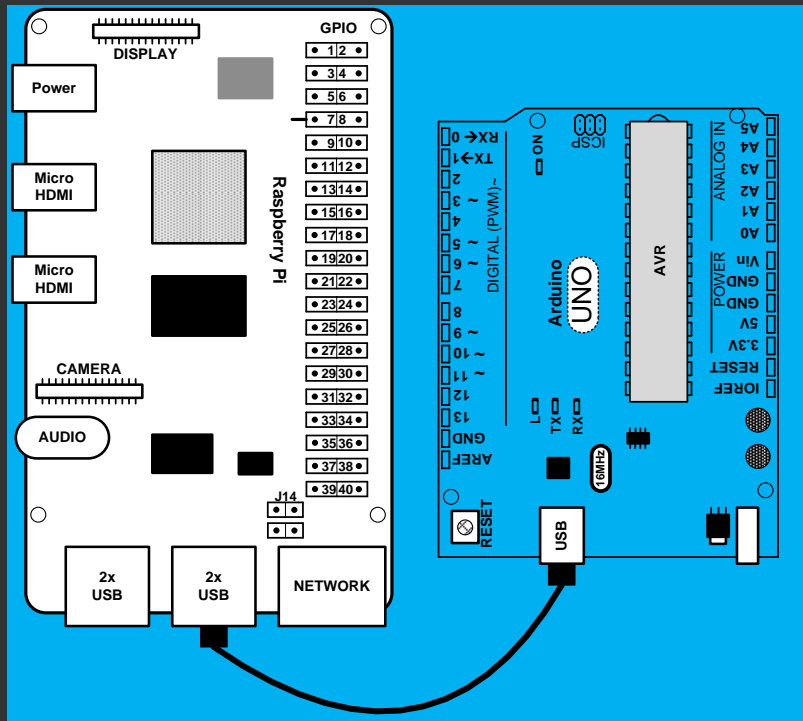 GPIO
DISPLAY
1 2
3 4
5 6
7 8
9 10
11 12
13 14
15 16
17 18
19 20
21 22
23 24
25 26
27 28
29 30
31 32
33 34
35 36
37 38
39 40
J14
Power
Micro
HDMI
Micro
HDMI
Raspberry Pi
CAMERA
AUDIO
2x
USB
2x
USB
NETWORK
RX← 0
TX→1
2
~ 3
4
~ 5
~ 6
7
8
~ 9
~ 10
~ 11
12
13
GND
AREF
DIGITAL (PWM)~
ON
ICSP
Arduino
UNO
AVR
ANALOG IN
A5
A4
A3
A2
A1
A0
POWER
Vin
GND
GND
5V
3.3V
RESET
IOREF
L
TX
RX
16MHz
RESET
USB